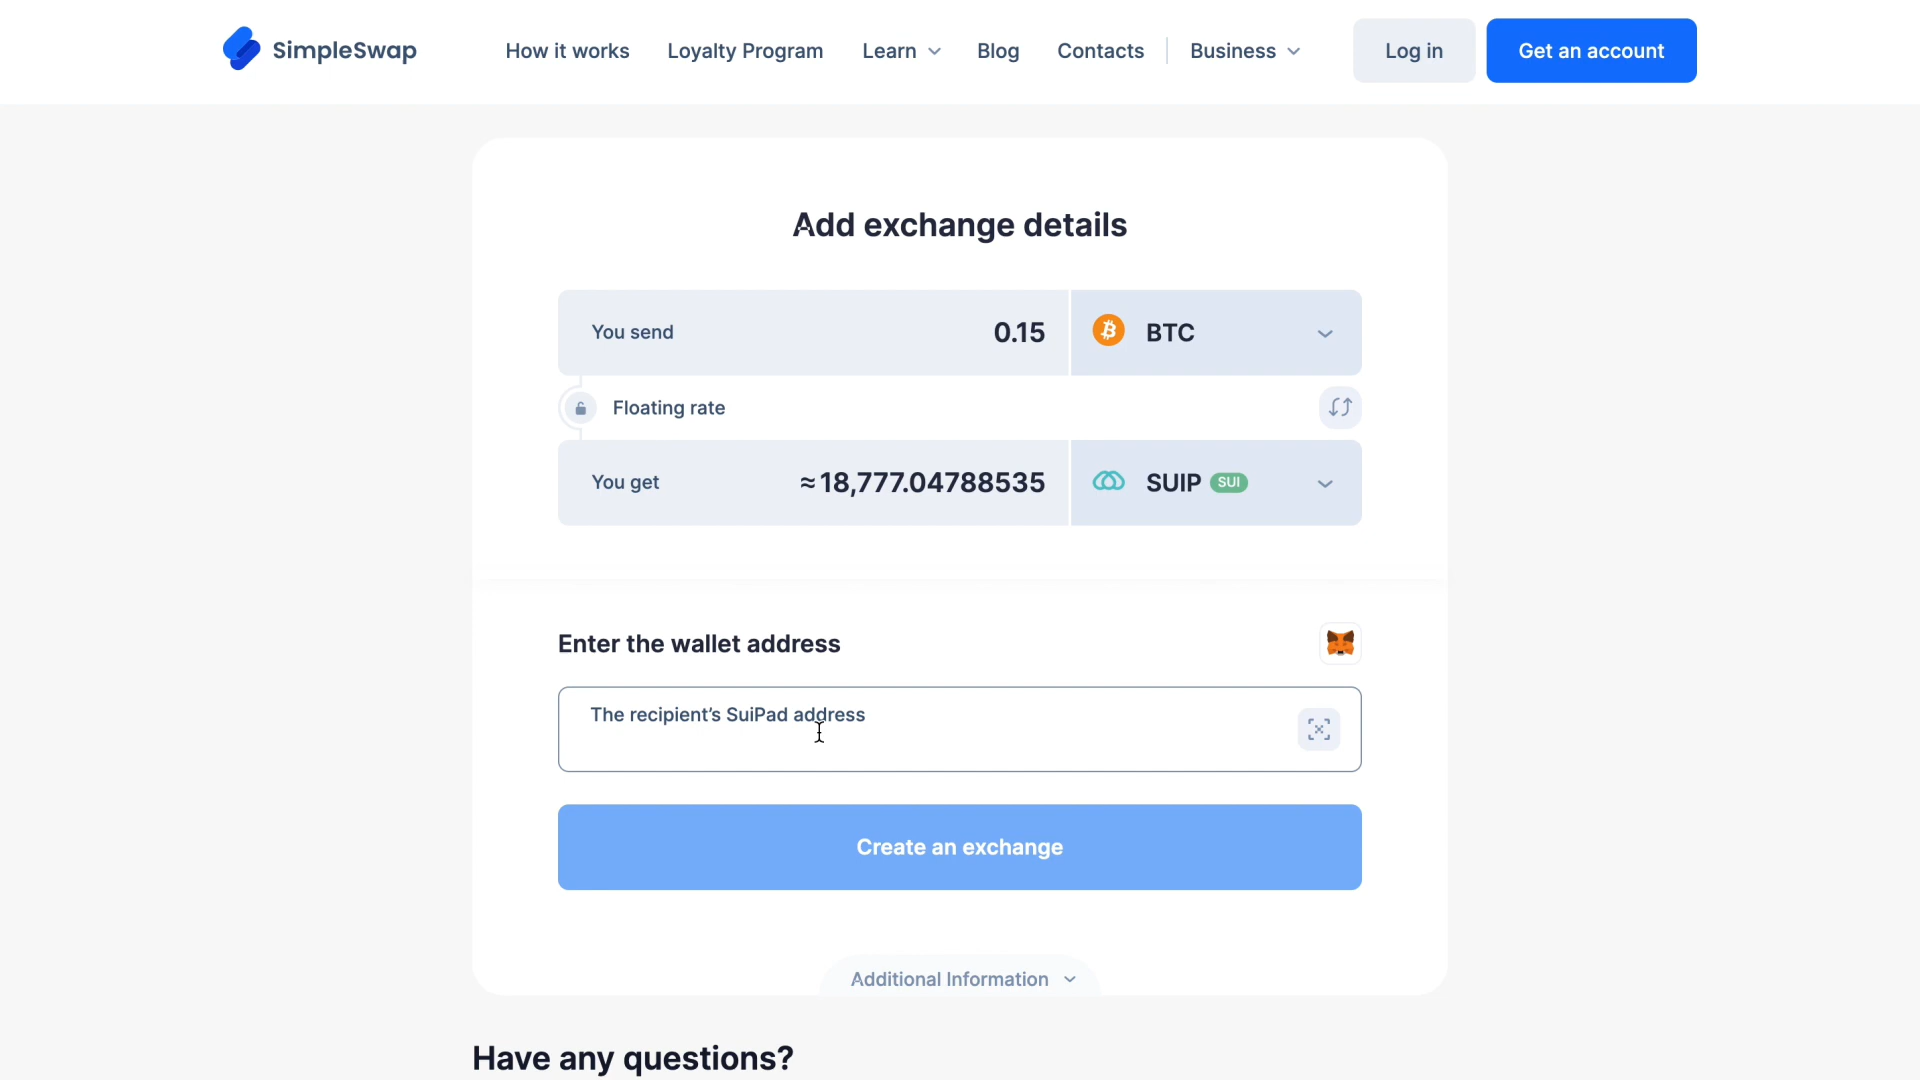 SimpleSwap
How it works
Loyalty Program
Learn
Blog
Contacts
Business
Log in
Get an account
Add exchange details
You send
0.15
BTC
Floating rate
You get
≈18,777.04788535
SUIP SUI
Enter the wallet address
The recipient's SuiPad address
Create an exchange
Additional Information
Have any questions?